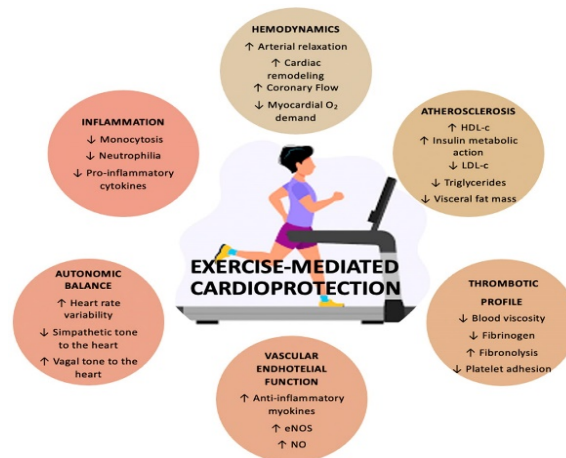 HEMODYNAMICS
↑ Arterial relaxation
↑ Cardiac
remodeling
↑ Coronary Flow
↓ Myocardial O₂
demand
INFLAMMATION
↓ Monocytosis
↓ Neutrophilia
↓ Pro-inflammatory
cytokines
ATHEROSCLEROSIS
↑ HDL-c
↑ Insulin metabolic
action
↓ LDL-c
↓ Triglycerides
↓ Visceral fat mass
EXERCISE-MEDIATED
CARDIOPROTECTION
AUTONOMIC
BALANCE
↑ Heart rate
variability
↓ Simpathetic tone
to the heart
↑ Vagal tone to the
heart
THROMBOTIC
PROFILE
↓ Blood viscosity
↓ Fibrinogen
↑ Fibronolysis
↓ Platelet adhesion
VASCULAR
ENDHOTELIAL
FUNCTION
↑ Anti-inflammatory
myokines
↑ eNOS
↑ NO